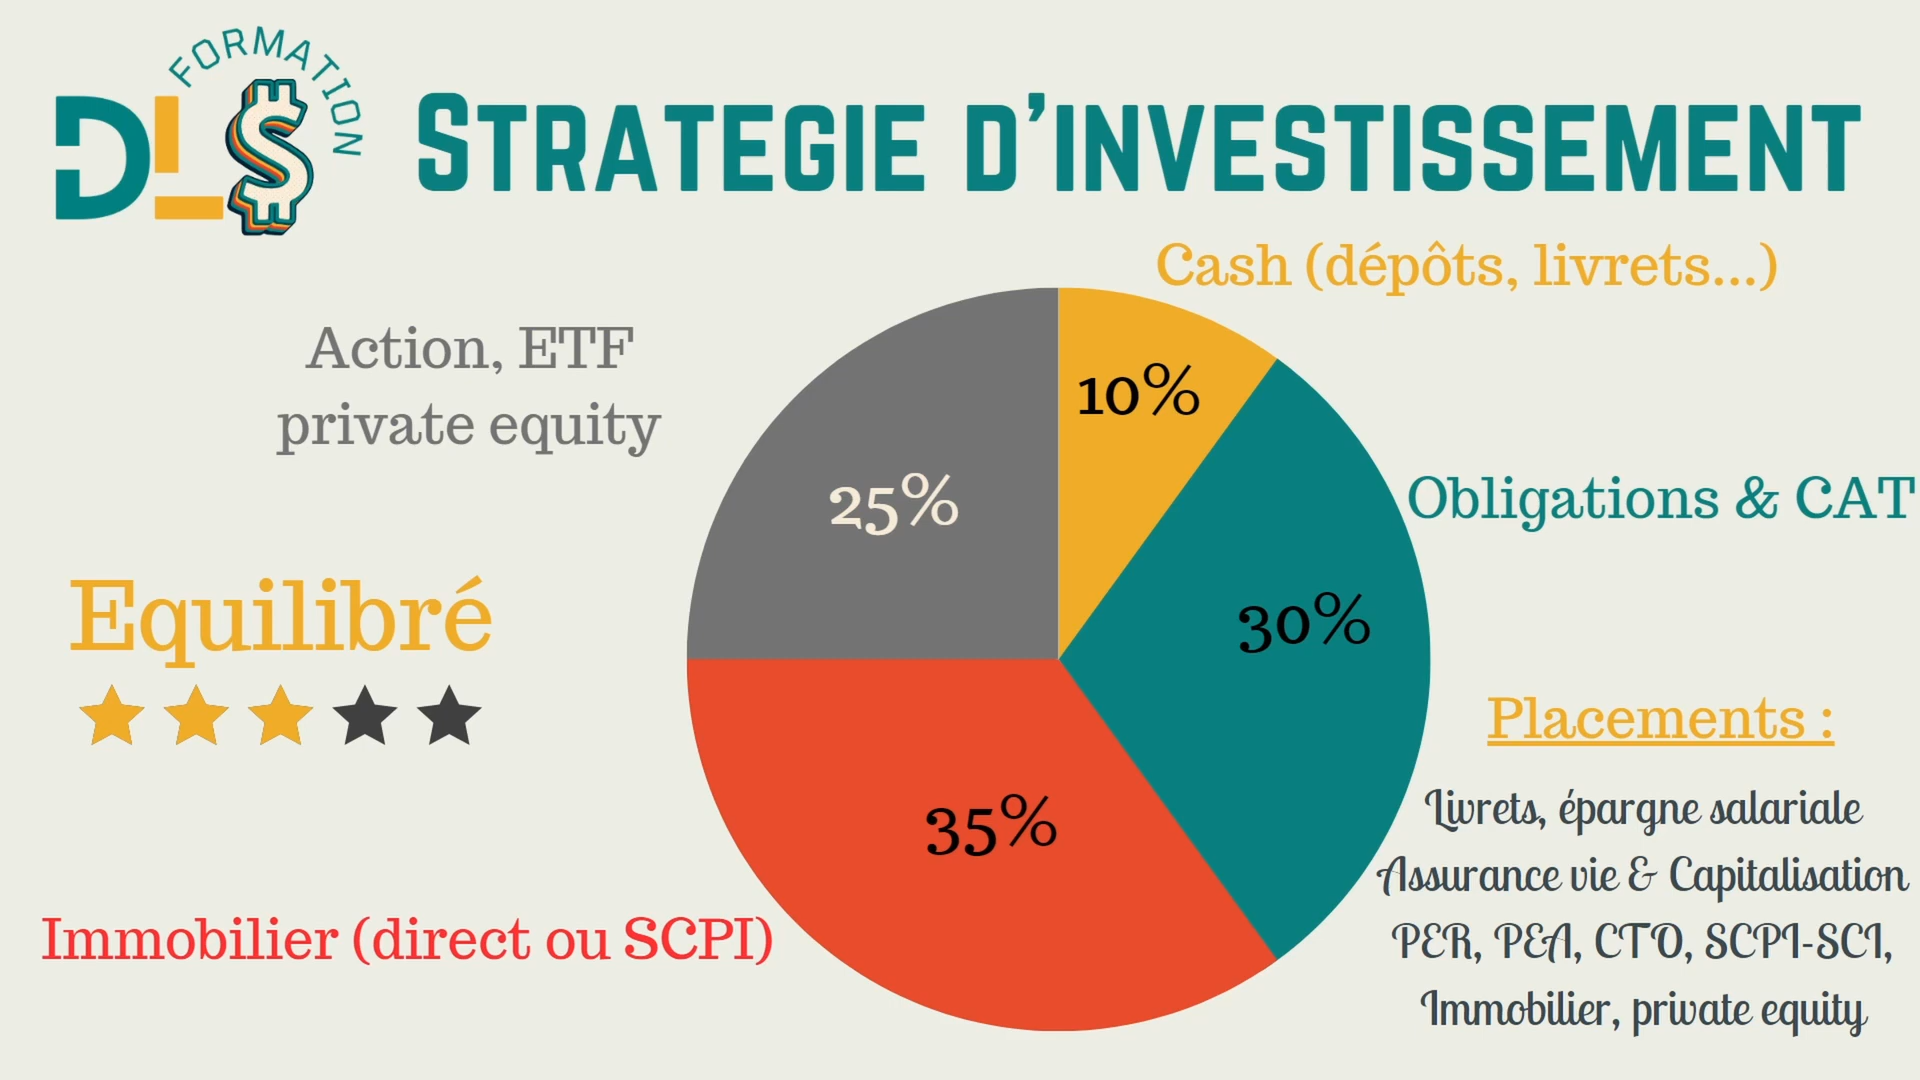 FORMATION
DL$
STRATEGIE D'INVESTISSEMENT
Cash (dépôts, livrets...)
Action, ETF
private equity
10%
25%
Obligations & CAT
30%
Equilibré
35%
Immobilier (direct ou SCPI)
Placements :
Livrets, épargne salariale
Assurance vie & Capitalisation
PER, PEA, CTO, SCPI-SCI,
Immobilier, private equity